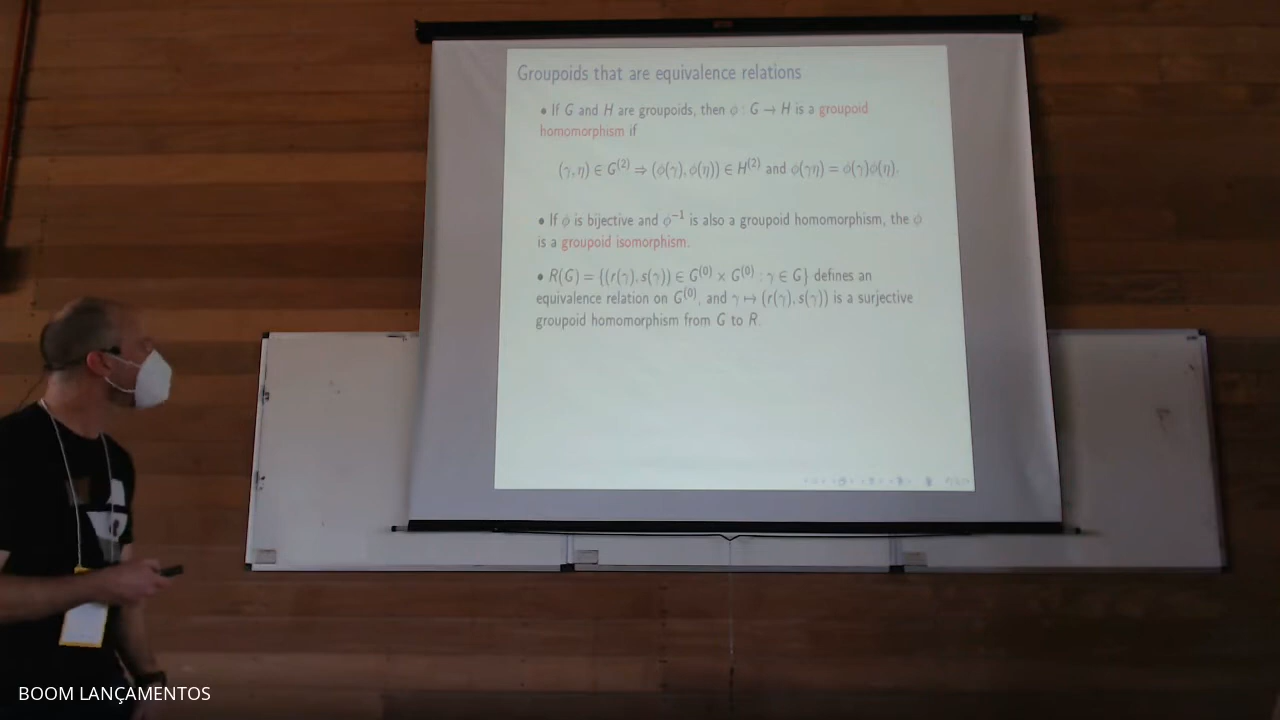 Groupoids that are equivalence relations
• If G and H are groupoids, then ϕ : G → H is a groupoid
homomorphism if
(γ, η) ∈ G⁽²⁾ ⇒ (ϕ(γ), ϕ(η)) ∈ H⁽²⁾ and ϕ(γη) = ϕ(γ)ϕ(η).
• If ϕ is bijective and ϕ⁻¹ is also a groupoid homomorphism, the ϕ
is a groupoid isomorphism.
• R(G) = {(r(γ), s(γ)) ∈ G⁽⁰⁾ × G⁽⁰⁾ : γ ∈ G} defines an
equivalence relation on G⁽⁰⁾, and γ ↦ (r(γ), s(γ)) is a surjective
groupoid homomorphism from G to R.
BOOM LANÇAMENTOS